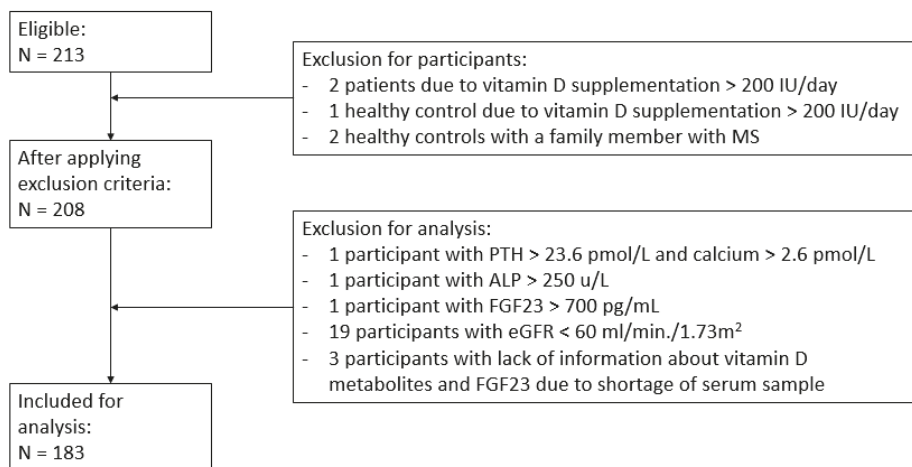 Eligible:
N = 213
Exclusion for participants:
- 2 patients due to vitamin D supplementation > 200 IU/day
- 1 healthy control due to vitamin D supplementation > 200 IU/day
- 2 healthy controls with a family member with MS
After applying
exclusion criteria:
N = 208
Exclusion for analysis:
- 1 participant with PTH > 23.6 pmol/L and calcium > 2.6 pmol/L
- 1 participant with ALP > 250 u/L
- 1 participant with FGF23 > 700 pg/mL
- 19 participants with eGFR < 60 ml/min./1.73m²
- 3 participants with lack of information about vitamin D
metabolites and FGF23 due to shortage of serum sample
Included for
analysis:
N = 183